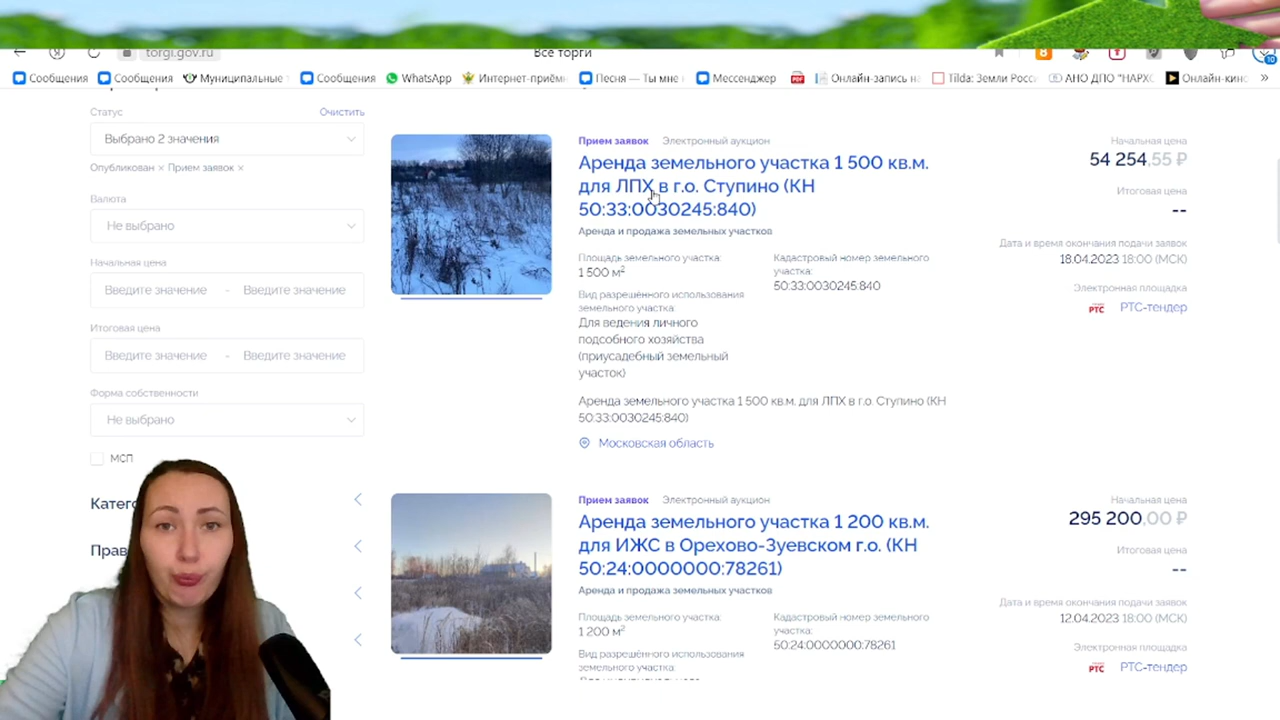 torgi.gov.ru
Все торги
8
10
Сообщения
Сообщения
Муниципальные
Сообщения
WhatsApp
Интернет-приём
Песня — Ты мне
Мессенджер
PDF
Онлайн-запись на
Tilda: Земли Росс
АНО ДПО "НАРХ
Онлайн-кин
»
Статус
Очистить
Выбрано 2 значения
Опубликован × Прием заявок ×
Валюта
Не выбрано
Начальная цена
Введите значение - Введите значение
Итоговая цена
Введите значение - Введите значение
Форма собственности
Не выбрано
МСП
Катег
Прав
Прием заявок Электронный аукцион
Аренда земельного участка 1 500 кв.м.
для ЛПХ в г.о. Ступино (КН
50:33:0030245:840)
Аренда и продажа земельных участков
Площадь земельного участка:
1 500 м²
Кадастровый номер земельного
участка:
50:33:0030245:840
Вид разрешённого использования
земельного участка:
Для ведения личного
подсобного хозяйства
(приусадебный земельный
участок)
Аренда земельного участка 1 500 кв.м. для ЛПХ в г.о. Ступино (КН
50:33:0030245:840)
Московская область
Начальная цена
54 254,55 ₽
Итоговая цена
--
Дата и время окончания подачи заявок
18.04.2023 18:00 (МСК)
Электронная площадка
РТС РТС-тендер
Прием заявок Электронный аукцион
Аренда земельного участка 1 200 кв.м.
для ИЖС в Орехово-Зуевском г.о. (КН
50:24:0000000:78261)
Аренда и продажа земельных участков
Площадь земельного участка:
1 200 м²
Кадастровый номер земельного
участка:
50:24:0000000:78261
Вид разрешённого использования
земельного участка:
Начальная цена
295 200,00 ₽
Итоговая цена
--
Дата и время окончания подачи заявок
12.04.2023 18:00 (МСК)
Электронная площадка
РТС РТС-тендер